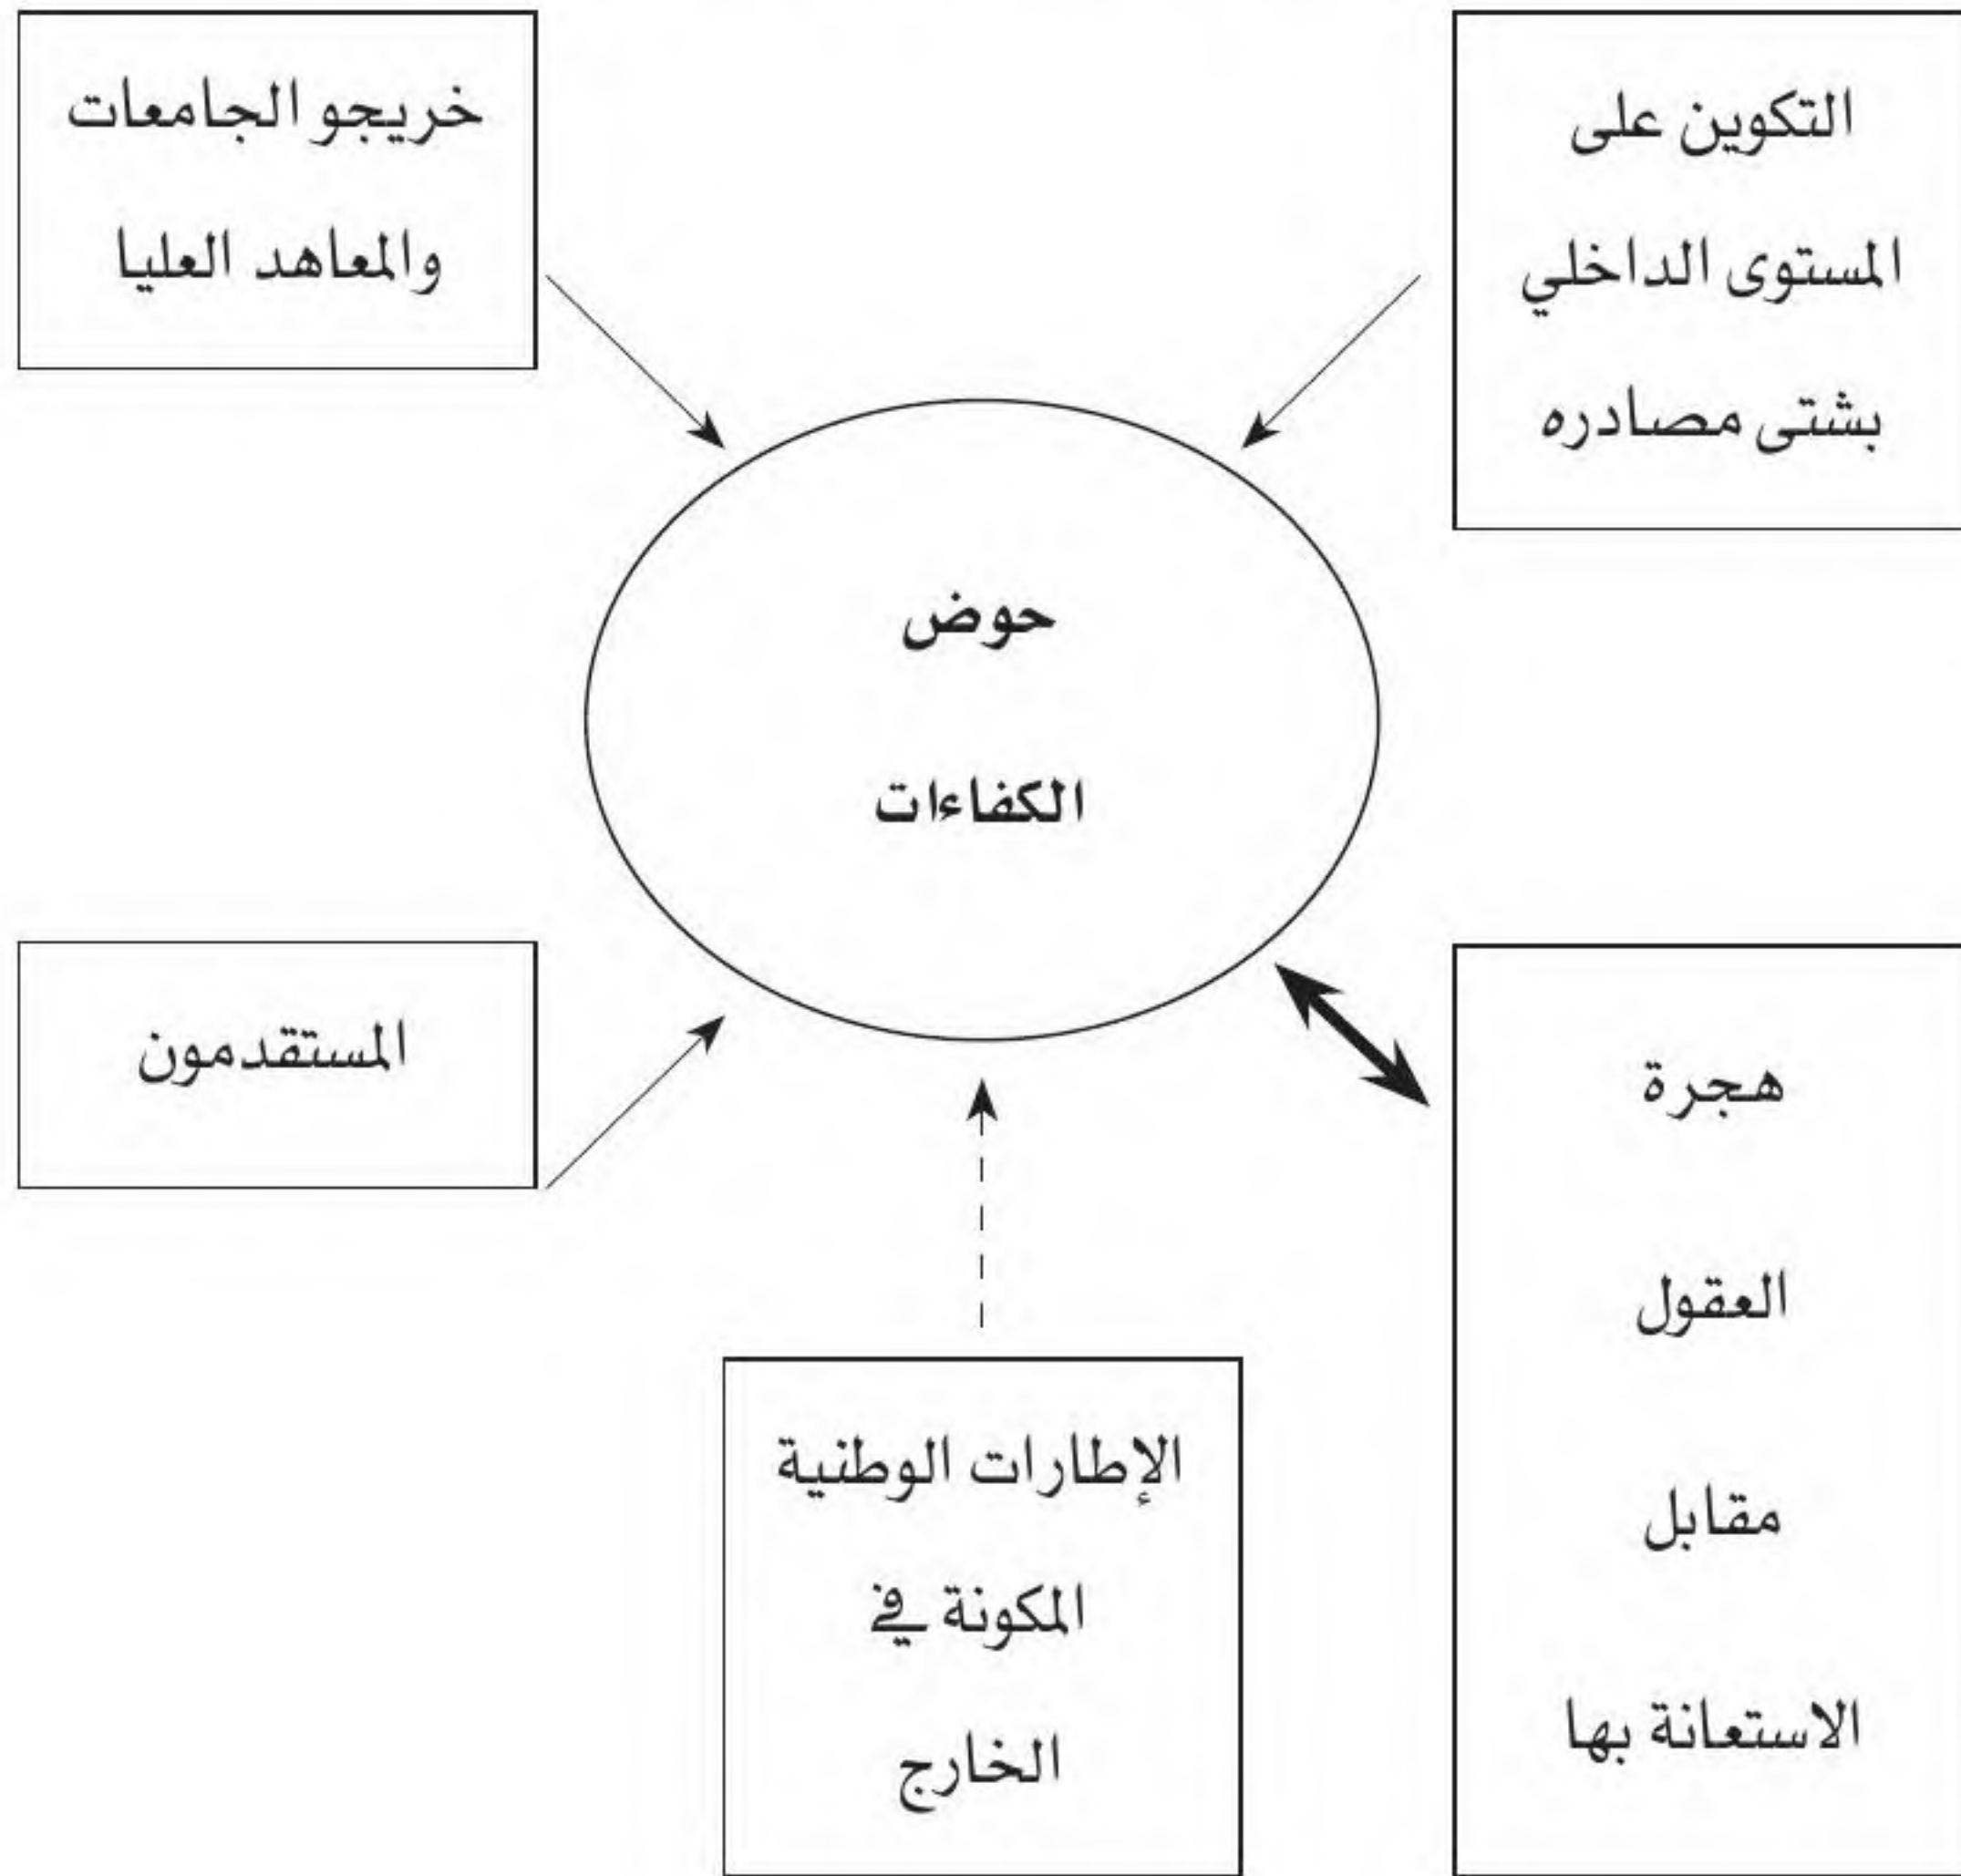 التكوين على
المستوى الداخلي
بشتى مصادره
خريجو الجامعات
والمعاهد العليا
حوض
الكفاءات
هجرة
العقول
مقابل
الاستعانة بها
المستقدمون
الإطارات الوطنية
المكونة في
الخارج